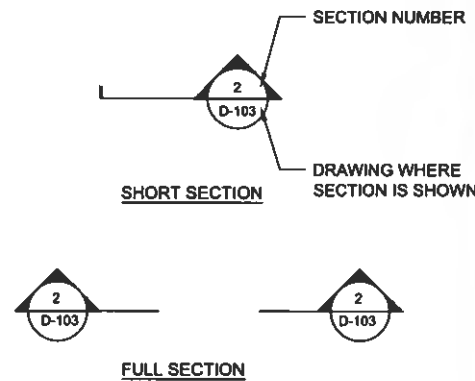 SECTION NUMBER
2
D-103
DRAWING WHERE
SECTION IS SHOWN
SHORT SECTION
2
D-103
2
D-103
FULL SECTION